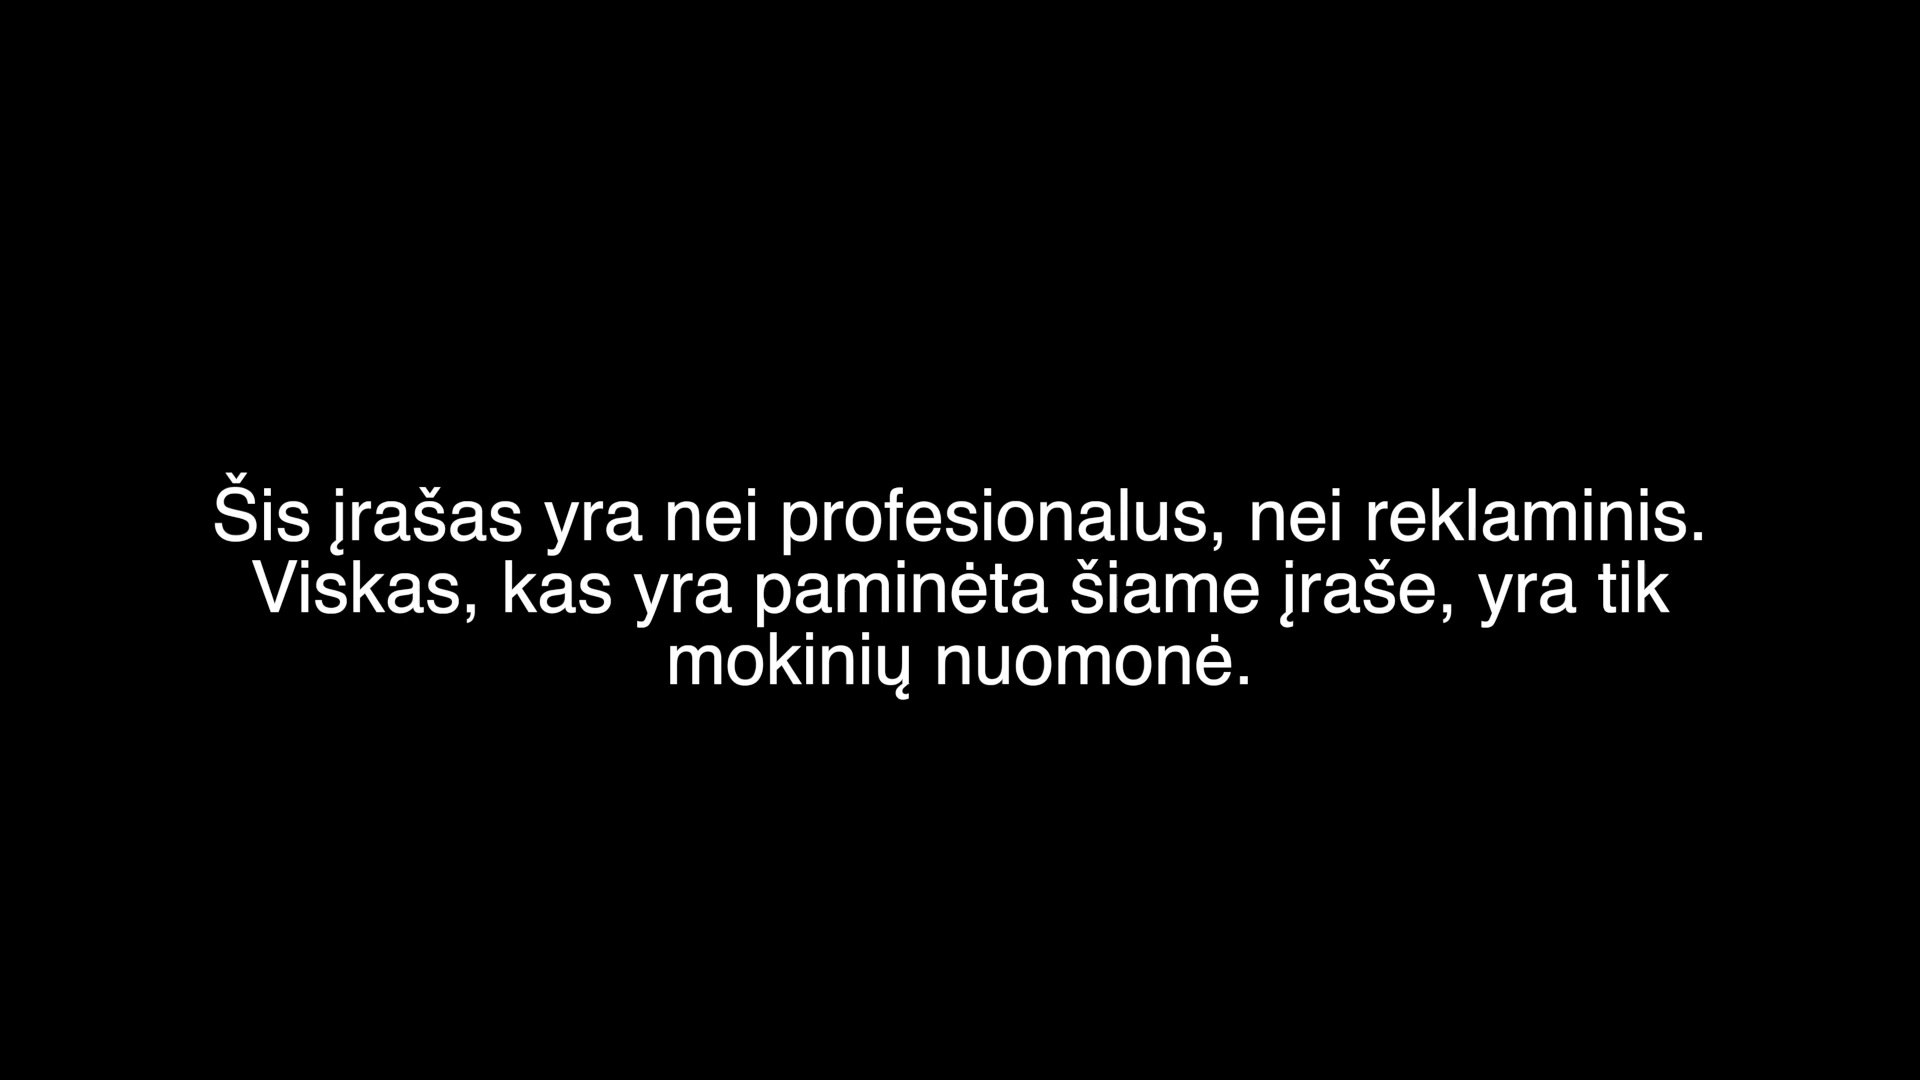 Šis įrašas yra nei profesionalus, nei reklaminis.
Viskas, kas yra paminėta šiame įraše, yra tik
mokinių nuomonė.